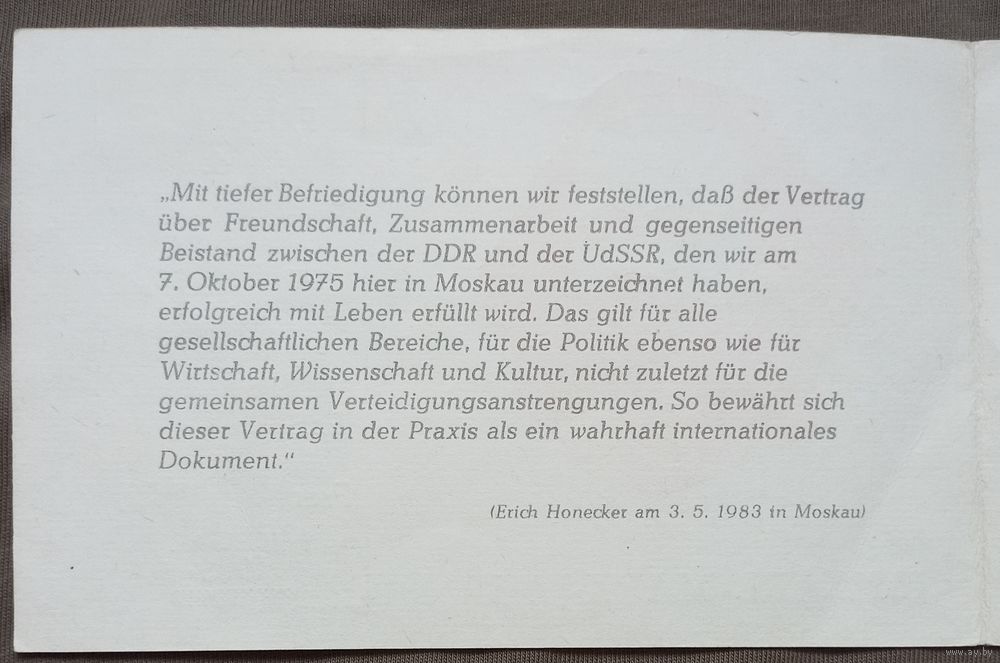 „Mit tiefer Befriedigung können wir feststellen, daß der Vertrag
über Freundschaft, Zusammenarbeit und gegenseitigen
Beistand zwischen der DDR und der UdSSR, den wir am
7. Oktober 1975 hier in Moskau unterzeichnet haben,
erfolgreich mit Leben erfüllt wird. Das gilt für alle
gesellschaftlichen Bereiche, für die Politik ebenso wie für
Wirtschaft, Wissenschaft und Kultur, nicht zuletzt für die
gemeinsamen Verteidigungsanstrengungen. So bewährt sich
dieser Vertrag in der Praxis als ein wahrhaft internationales
Dokument.“
(Erich Honecker am 3. 5. 1983 in Moskau)
www.ay.by